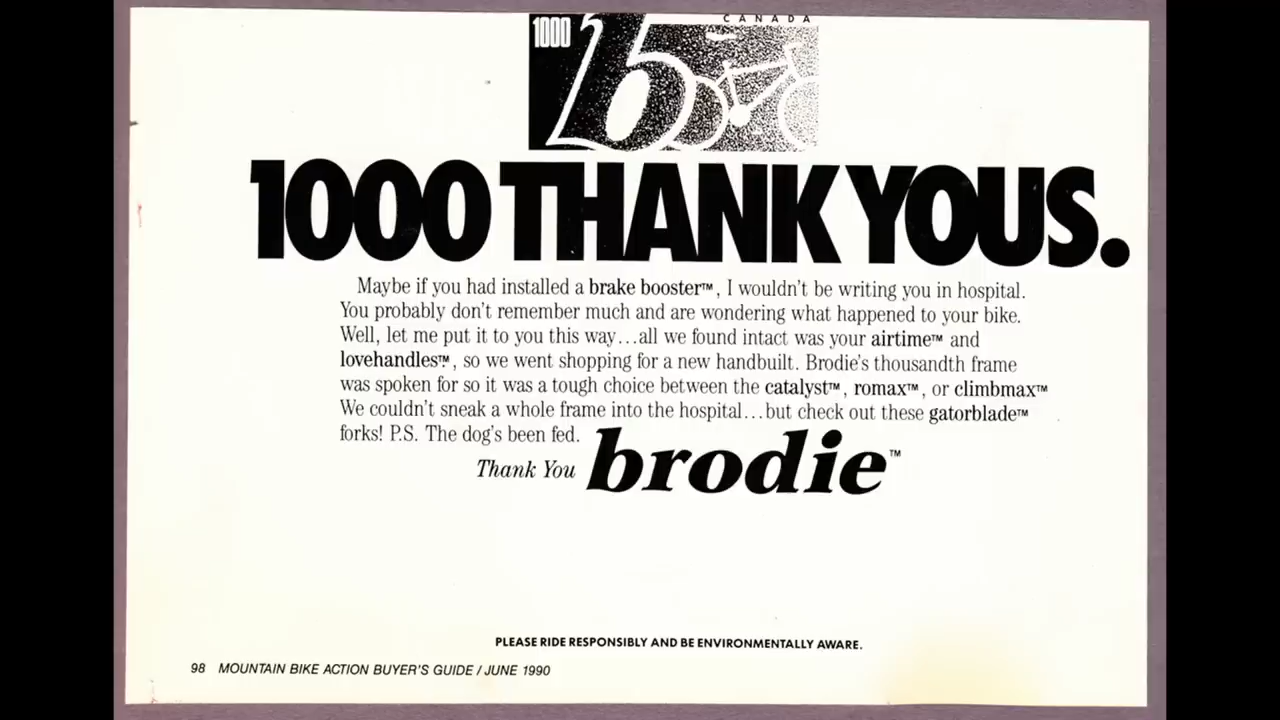 CANADA
1000
b
1000 THANK YOUS.
Maybe if you had installed a brake booster™, I wouldn't be writing you in hospital.
You probably don't remember much and are wondering what happened to your bike.
Well, let me put it to you this way...all we found intact was your airtime™ and
lovehandles™, so we went shopping for a new handbuilt. Brodie's thousandth frame
was spoken for so it was a tough choice between the catalyst™, romax™, or climbmax™
We couldn't sneak a whole frame into the hospital...but check out these gatorblade™
forks! P.S. The dog's been fed.
Thank You brodie™
PLEASE RIDE RESPONSIBLY AND BE ENVIRONMENTALLY AWARE.
98 MOUNTAIN BIKE ACTION BUYER'S GUIDE / JUNE 1990